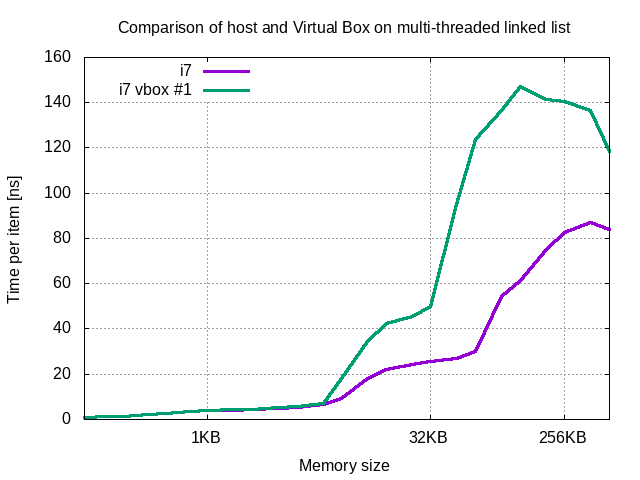 Comparison of host and Virtual Box on multi-threaded linked list
i7
i7 vbox #1
Time per item [ns]
160
140
120
100
80
60
40
20
0
1KB
32KB
256KB
Memory size